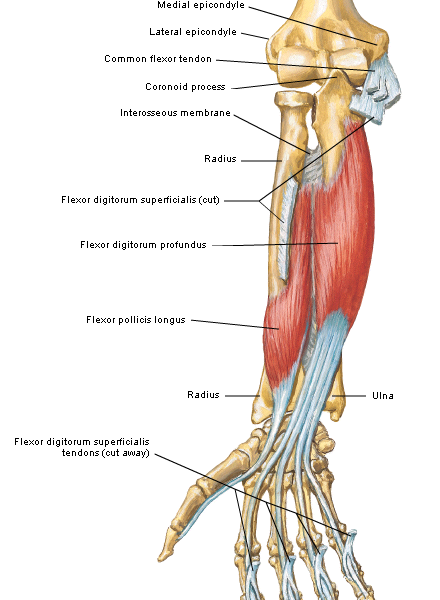 Medial epicondyle
Lateral epicondyle
Common flexor tendon
Coronoid process
Interosseous membrane
Radius
Flexor digitorum superficialis (cut)
Flexor digitorum profundus
Flexor pollicis longus
Radius
Ulna
Flexor digitorum superficialis
tendons (cut away)